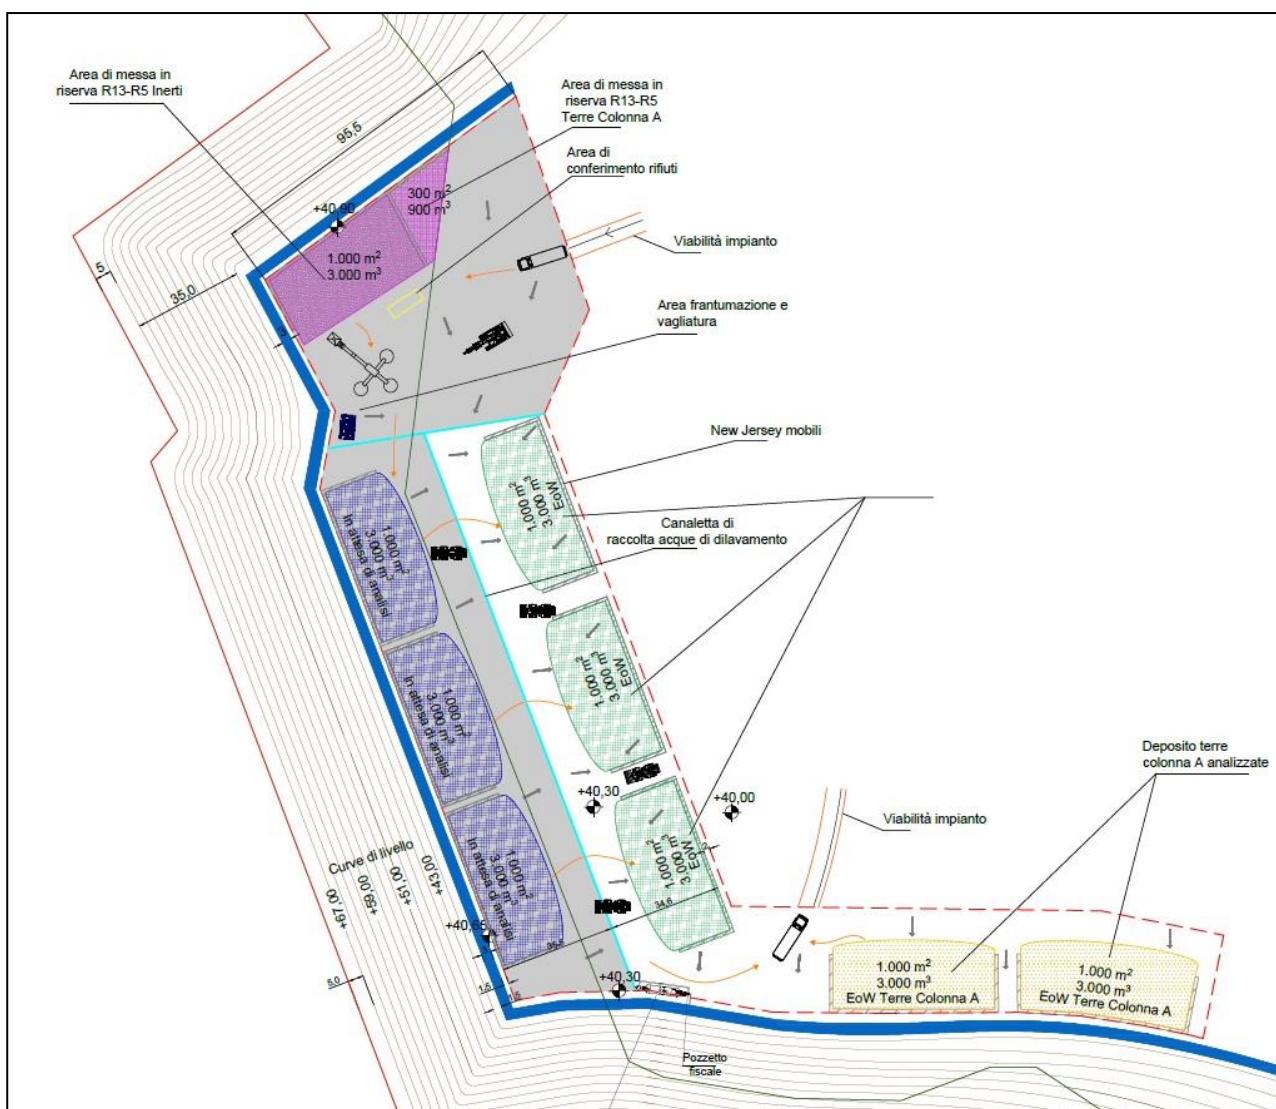 Area di messa in
riserva R13-R5 Inerti
Area di messa in
riserva R13-R5
Terre Colonna A
Area di
conferimento rifiuti
95,5
300 m²
900 m³
+40,90
1.000 m²
3.000 m³
Viabilità impianto
5
35,0
Area frantumazione e
vagliatura
New Jersey mobili
1.000 m²
3.000 m³
EoW
Canaletta di
raccolta acque di dilavamento
1.000 m²
3.000 m³
In attesa di analisi
1.000 m²
3.000 m³
EoW
1.000 m²
3.000 m³
In attesa di analisi
Deposito terre
colonna A analizzate
+40,30
+40,00
Viabilità impianto
1.000 m²
3.000 m³
EoW
2
1.000 m²
3.000 m³
In attesa di analisi
Curve di livello
+43,00
+51,00
+59,00
+67,00
34,6
+40,65
5,0
1,5
1,5
+40,30
1.000 m²
3.000 m³
EoW Terre Colonna A
1.000 m²
3.000 m³
EoW Terre Colonna A
Pozzetto
fiscale